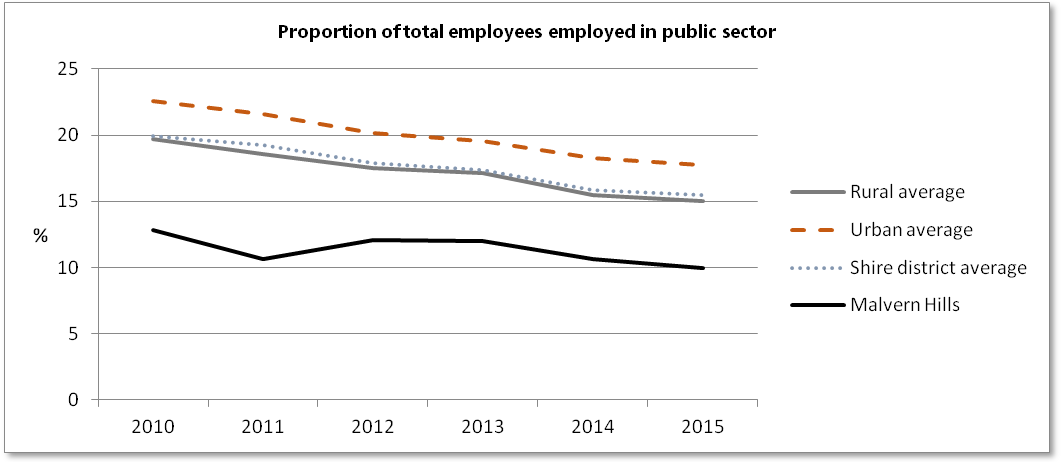 Proportion of total employees employed in public sector
25
20
15
10
5
0
%
2010 2011 2012 2013 2014 2015
Rural average
Urban average
Shire district average
Malvern Hills